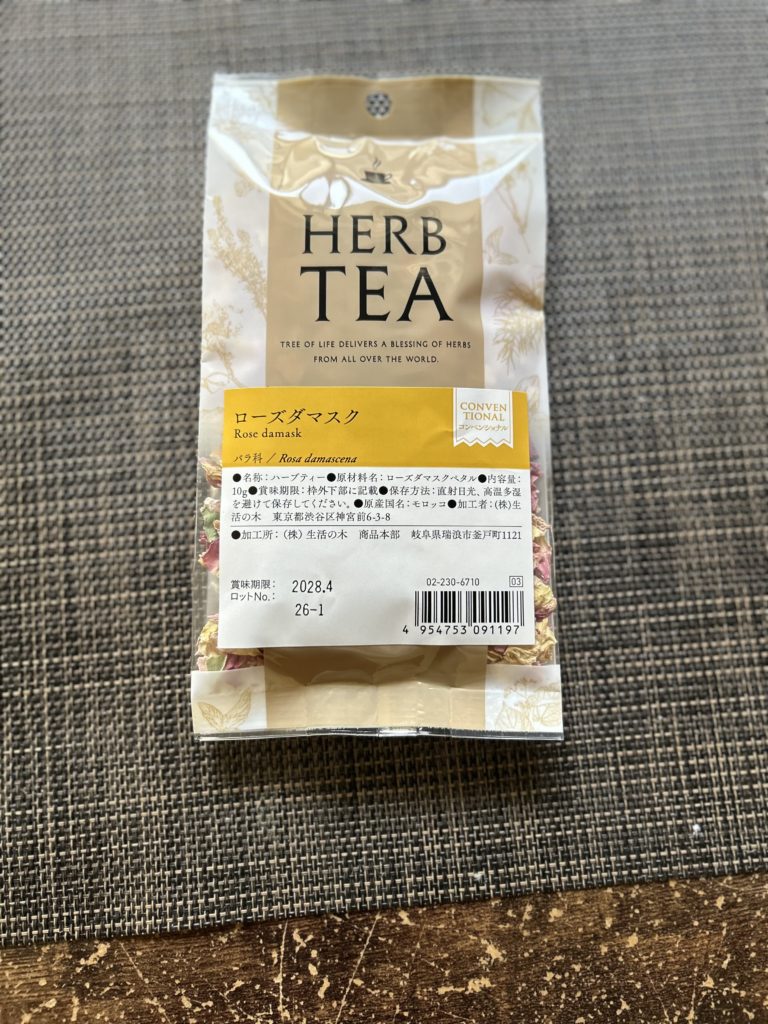 HERB
TEA
TREE OF LIFE DELIVERS A BLESSING OF HERBS
FROM ALL OVER THE WORLD.
ローズダマスク
Rose damask
CONVEN
TIONAL
コンベンショナル
バラ科 / Rosa damascena
●名称：ハーブティー●原材料名：ローズダマスクペタル●内容量：
10g●賞味期限：枠外下部に記載●保存方法：直射日光、高温多湿
を避けて保存してください。●原産国名：モロッコ●加工者：(株)生
活の木　東京都渋谷区神宮前6-3-8
●加工所：（株）生活の木　商品本部　岐阜県瑞浪市釜戸町1121
賞味期限： 2028.4
ロットNo.： 26-1
02-230-6710 03
4 954753 091197